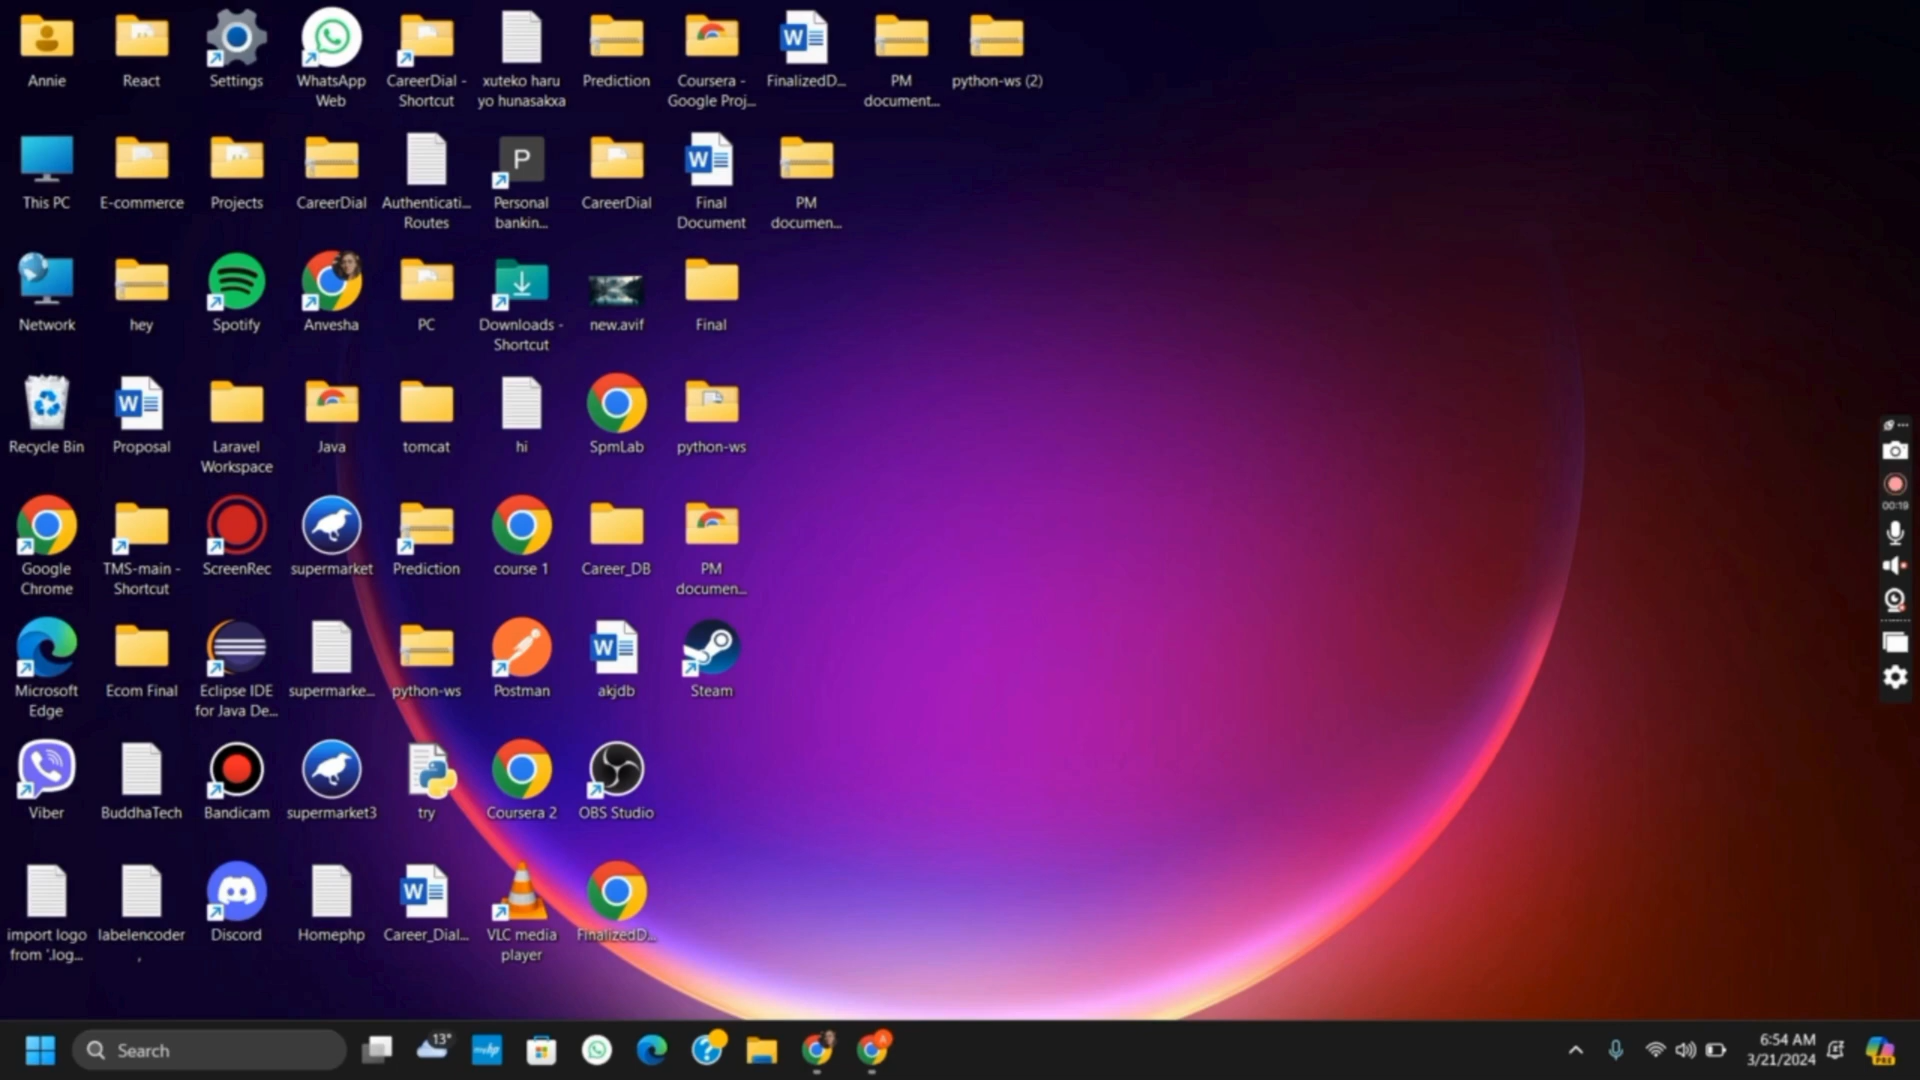 Annie
React
Settings
WhatsApp
Web
CareerDial -
Shortcut
xuteko haru
yo hunasakxa
Prediction
Coursera -
Google Proj...
FinalizedD...
PM
document...
python-ws (2)
This PC
E-commerce
Projects
CareerDial
Authenticati...
Routes
P
Personal
bankin...
CareerDial
Final
Document
PM
documen...
Network
hey
Spotify
Anvesha
PC
Downloads -
Shortcut
new.avif
Final
Recycle Bin
Proposal
Laravel
Workspace
Java
tomcat
hi
SpmLab
python-ws
Google
Chrome
TMS-main -
Shortcut
ScreenRec
supermarket
Prediction
course 1
Career_DB
PM
documen...
00:19
Microsoft
Edge
Ecom Final
Eclipse IDE
for Java De...
supermarke...
python-ws
Postman
akjdb
Steam
Viber
BuddhaTech
Bandicam
supermarket3
try
Coursera 2
OBS Studio
import logo
from '.log...
labelencoder
,
Discord
Homephp
Career_Dial...
VLC media
player
FinalizedD...
Search
13°
myhp
6:54 AM
3/21/2024
PRE